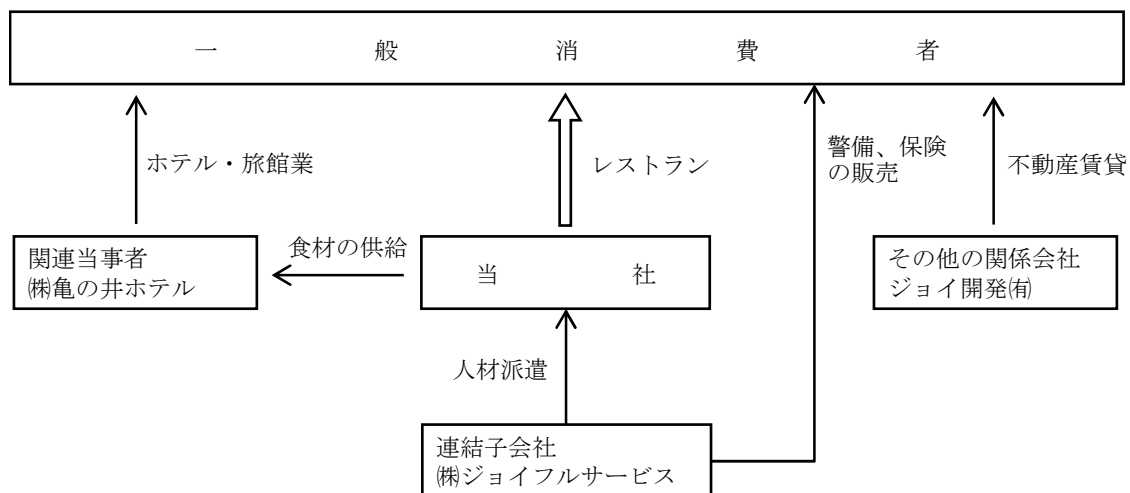 一般消費者
ホテル・旅館業
レストラン
警備、保険
の販売
不動産賃貸
関連当事者
㈱亀の井ホテル
食材の供給
当社
その他の関係会社
ジョイ開発㈲
人材派遣
連結子会社
㈱ジョイフルサービス